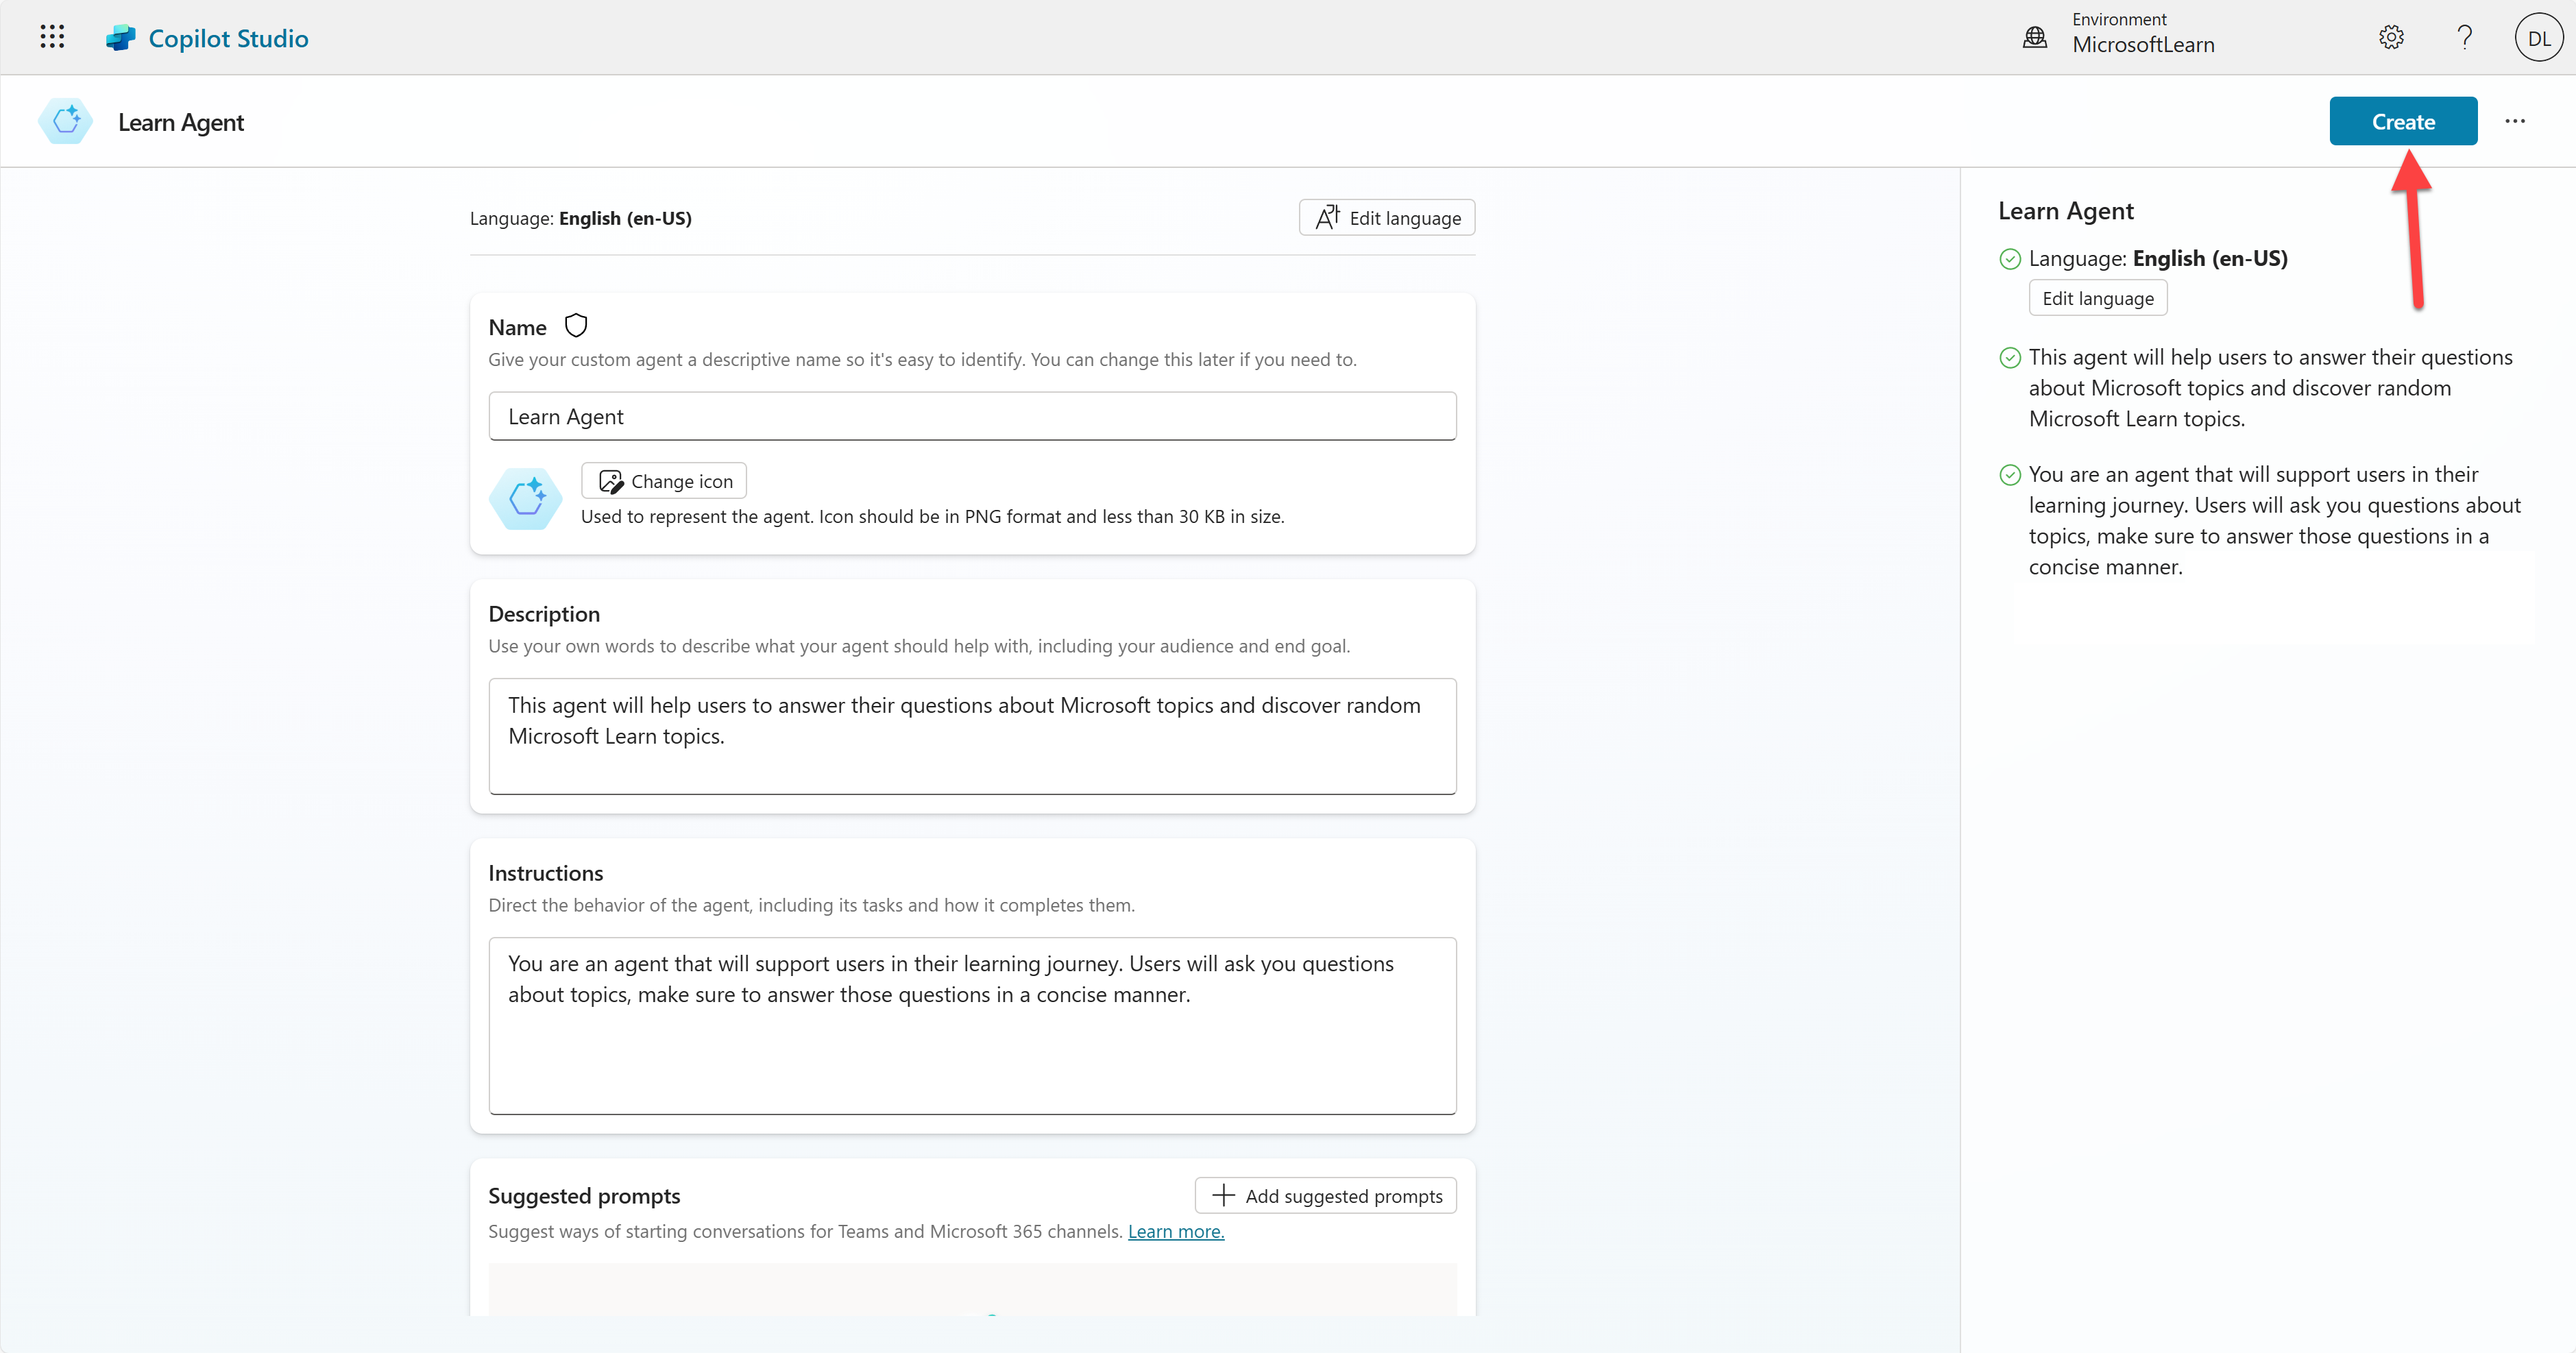 Copilot Studio
Environment
MicrosoftLearn
DL
Learn Agent
Create
Language: English (en-US)
Edit language
Name
Give your custom agent a descriptive name so it's easy to identify. You can change this later if you need to.
Learn Agent
Change icon
Used to represent the agent. Icon should be in PNG format and less than 30 KB in size.
Description
Use your own words to describe what your agent should help with, including your audience and end goal.
This agent will help users to answer their questions about Microsoft topics and discover random
Microsoft Learn topics.
Instructions
Direct the behavior of the agent, including its tasks and how it completes them.
You are an agent that will support users in their learning journey. Users will ask you questions
about topics, make sure to answer those questions in a concise manner.
Suggested prompts
Add suggested prompts
Suggest ways of starting conversations for Teams and Microsoft 365 channels. Learn more.
Learn Agent
Language: English (en-US)
Edit language
This agent will help users to answer their questions
about Microsoft topics and discover random
Microsoft Learn topics.
You are an agent that will support users in their
learning journey. Users will ask you questions about
topics, make sure to answer those questions in a
concise manner.